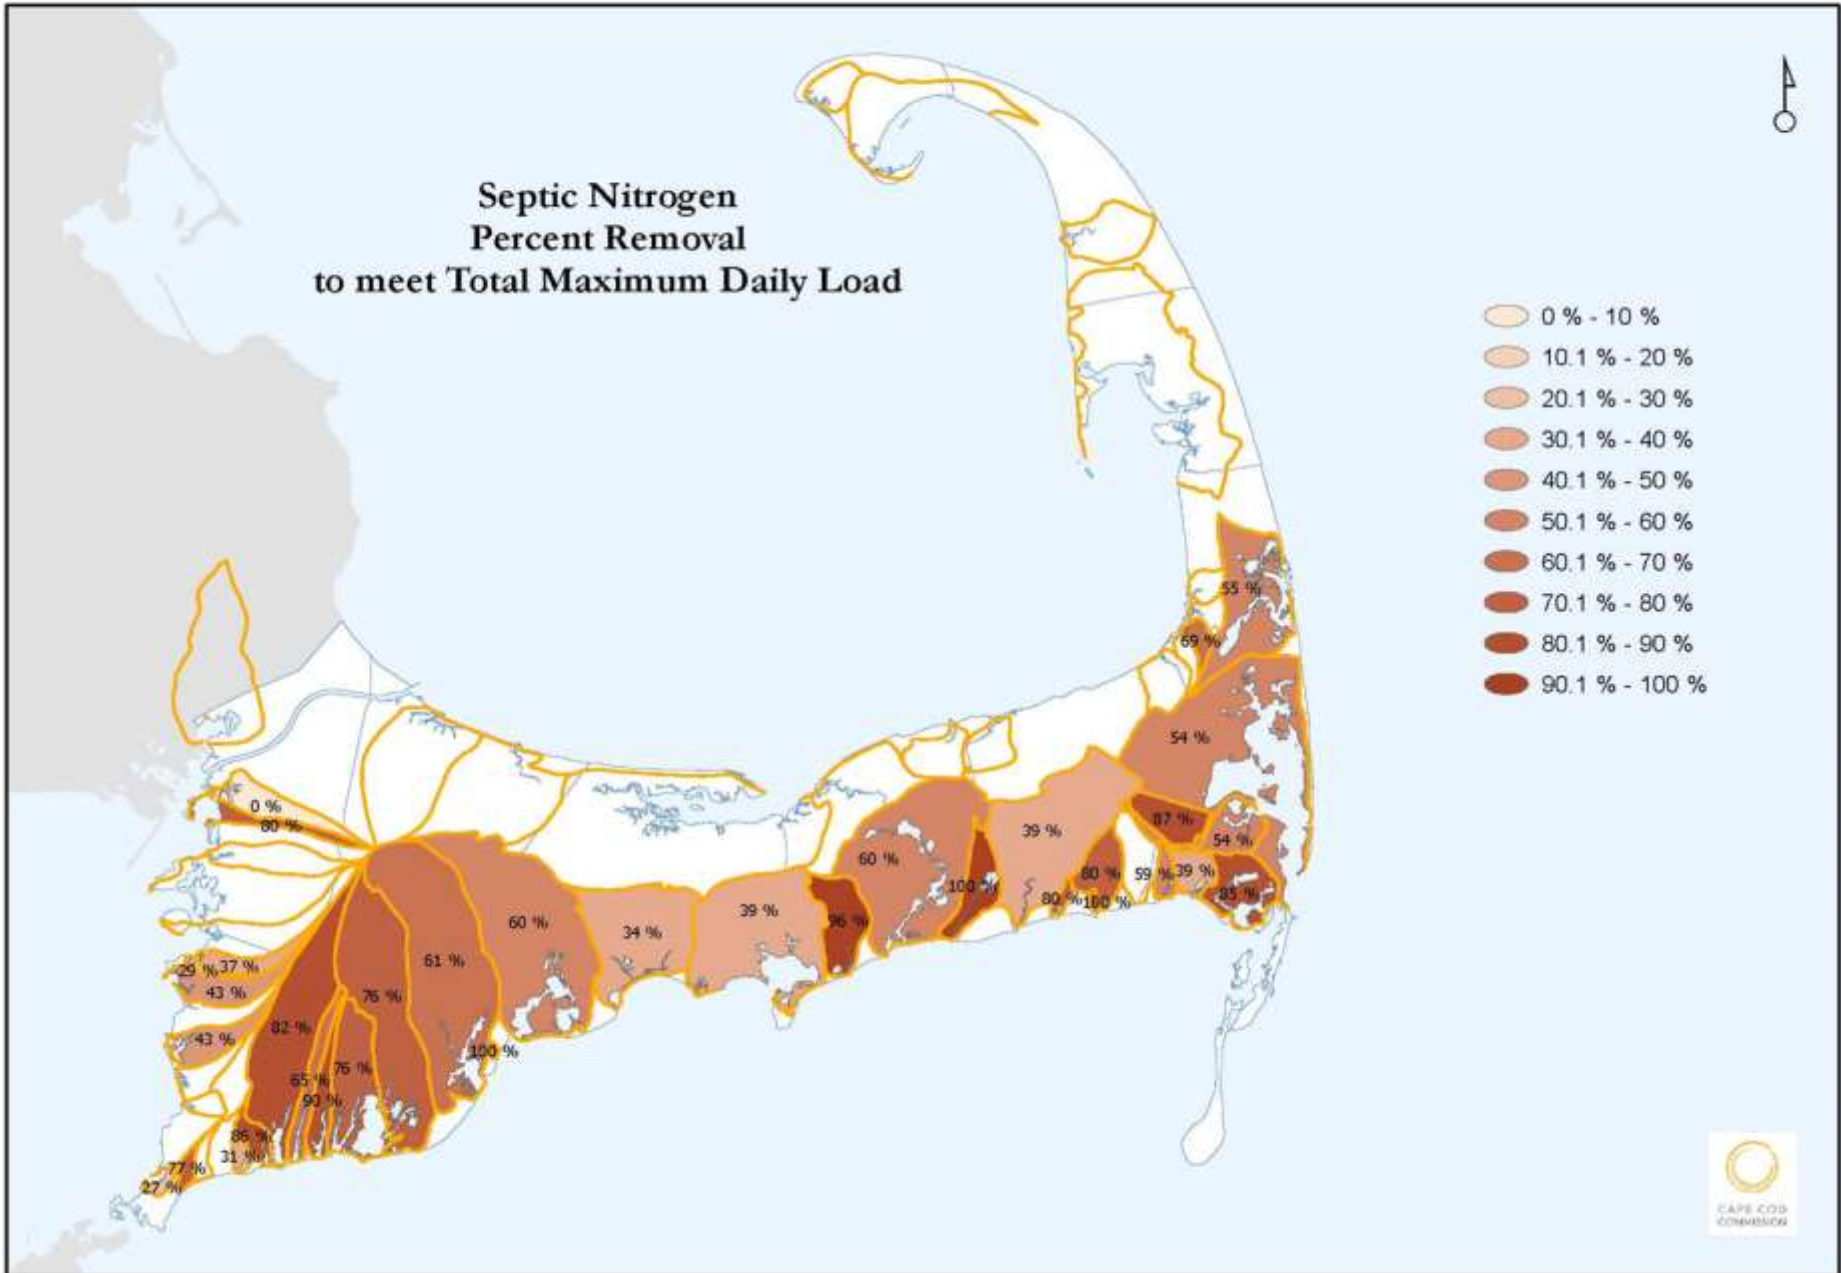 Septic Nitrogen
Percent Removal
to meet Total Maximum Daily Load
0 % - 10 %
10.1 % - 20 %
20.1 % - 30 %
30.1 % - 40 %
40.1 % - 50 %
50.1 % - 60 %
60.1 % - 70 %
70.1 % - 80 %
80.1 % - 90 %
90.1 % - 100 %
55 %
69 %
54 %
0 %
80 %
87 %
39 %
54 %
60 %
80 %
59 %
39 %
100 %
85 %
80 %
100 %
39 %
96 %
60 %
34 %
61 %
29 %
37 %
43 %
76 %
82 %
43 %
100 %
76 %
65 %
90 %
86 %
31 %
77 %
27 %
CAPE COD
COMMISSION